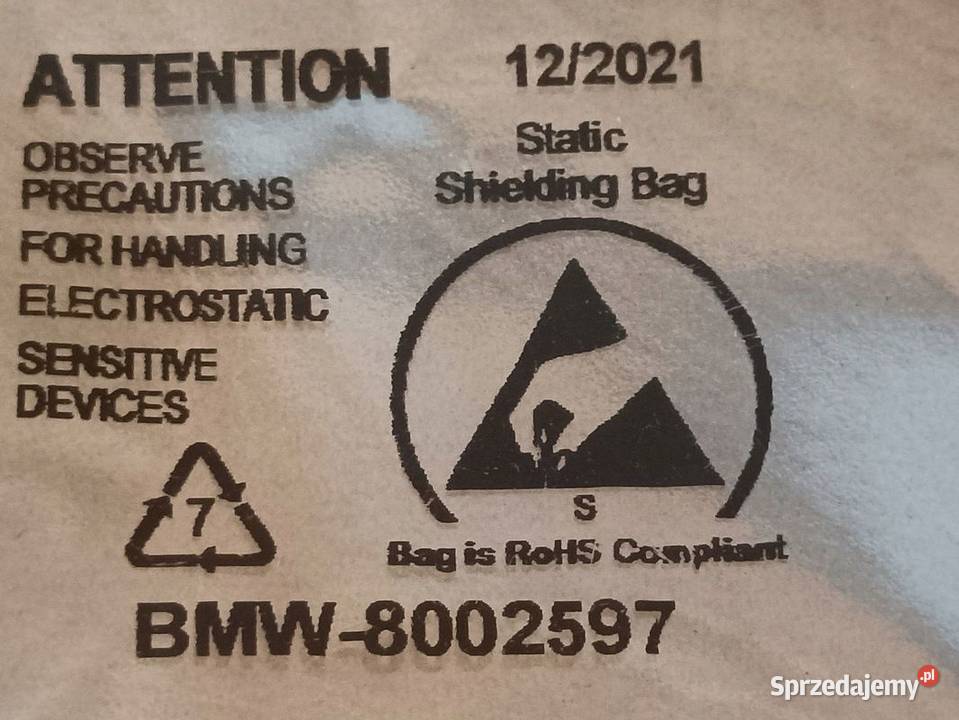 ATTENTION
OBSERVE
PRECAUTIONS
FOR HANDLING
ELECTROSTATIC
SENSITIVE
DEVICES
7
12/2021
Static
Shielding Bag
S
Bag is RoHS Compliant
BMW-8002597
Sprzedajemy.pl